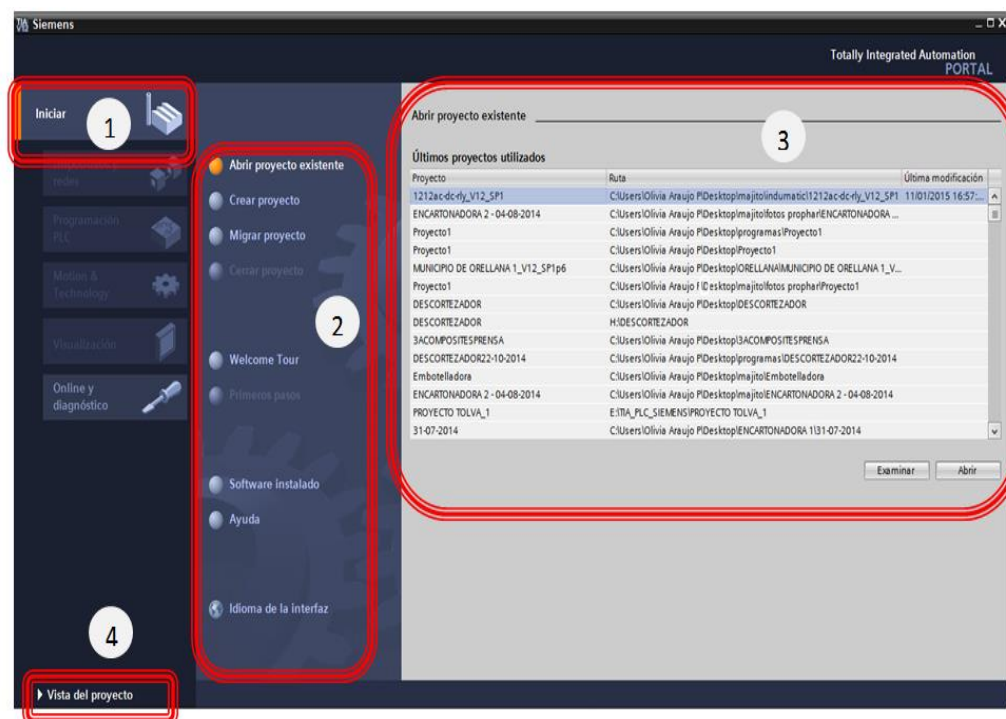 Siemens
Totally Integrated Automation
PORTAL
Iniciar
1
redes
Programación
PLC
Motion &
Technology
Visualización
Online y
diagnóstico
4
Vista del proyecto
Abrir proyecto existente
Crear proyecto
Migrar proyecto
Cerrar proyecto
2
Welcome Tour
Primeros pasos
Software instalado
Ayuda
Idioma de la interfaz
Abrir proyecto existente
3
Últimos proyectos utilizados
Proyecto Ruta Última modificación
1212ac-dc-rly_V12_SP1 C:\Users\Olivia Araujo P\Desktop\majito\indumatic\1212ac-dc-rly_V12_SP1 11/01/2015 16:57:...
ENCARTONADORA 2 - 04-08-2014 C:\Users\Olivia Araujo P\Desktop\majito\fotos prophar\ENCARTONADORA ...
Proyecto1 C:\Users\Olivia Araujo P\Desktop\programas\Proyecto1
Proyecto1 C:\Users\Olivia Araujo P\Desktop\Proyecto1
MUNICIPIO DE ORELLANA 1_V12_SP1p6 C:\Users\Olivia Araujo P\Desktop\ORELLANA\MUNICIPIO DE ORELLANA 1_V...
Proyecto1 C:\Users\Olivia Araujo P\Desktop\majito\fotos prophar\Proyecto1
DESCORTEZADOR C:\Users\Olivia Araujo P\Desktop\DESCORTEZADOR
DESCORTEZADOR H:\DESCORTEZADOR
3ACOMPOSITESPRENSA C:\Users\Olivia Araujo P\Desktop\3ACOMPOSITESPRENSA
DESCORTEZADOR22-10-2014 C:\Users\Olivia Araujo P\Desktop\programas\DESCORTEZADOR22-10-2014
Embotelladora C:\Users\Olivia Araujo P\Desktop\majito\Embotelladora
ENCARTONADORA 2 - 04-08-2014 C:\Users\Olivia Araujo P\Desktop\majito\ENCARTONADORA 2 - 04-08-2014
PROYECTO TOLVA_1 E:\TIA_PLC_SIEMENS\PROYECTO TOLVA_1
31-07-2014 C:\Users\Olivia Araujo P\Desktop\ENCARTONADORA 1\31-07-2014
Examinar Abrir